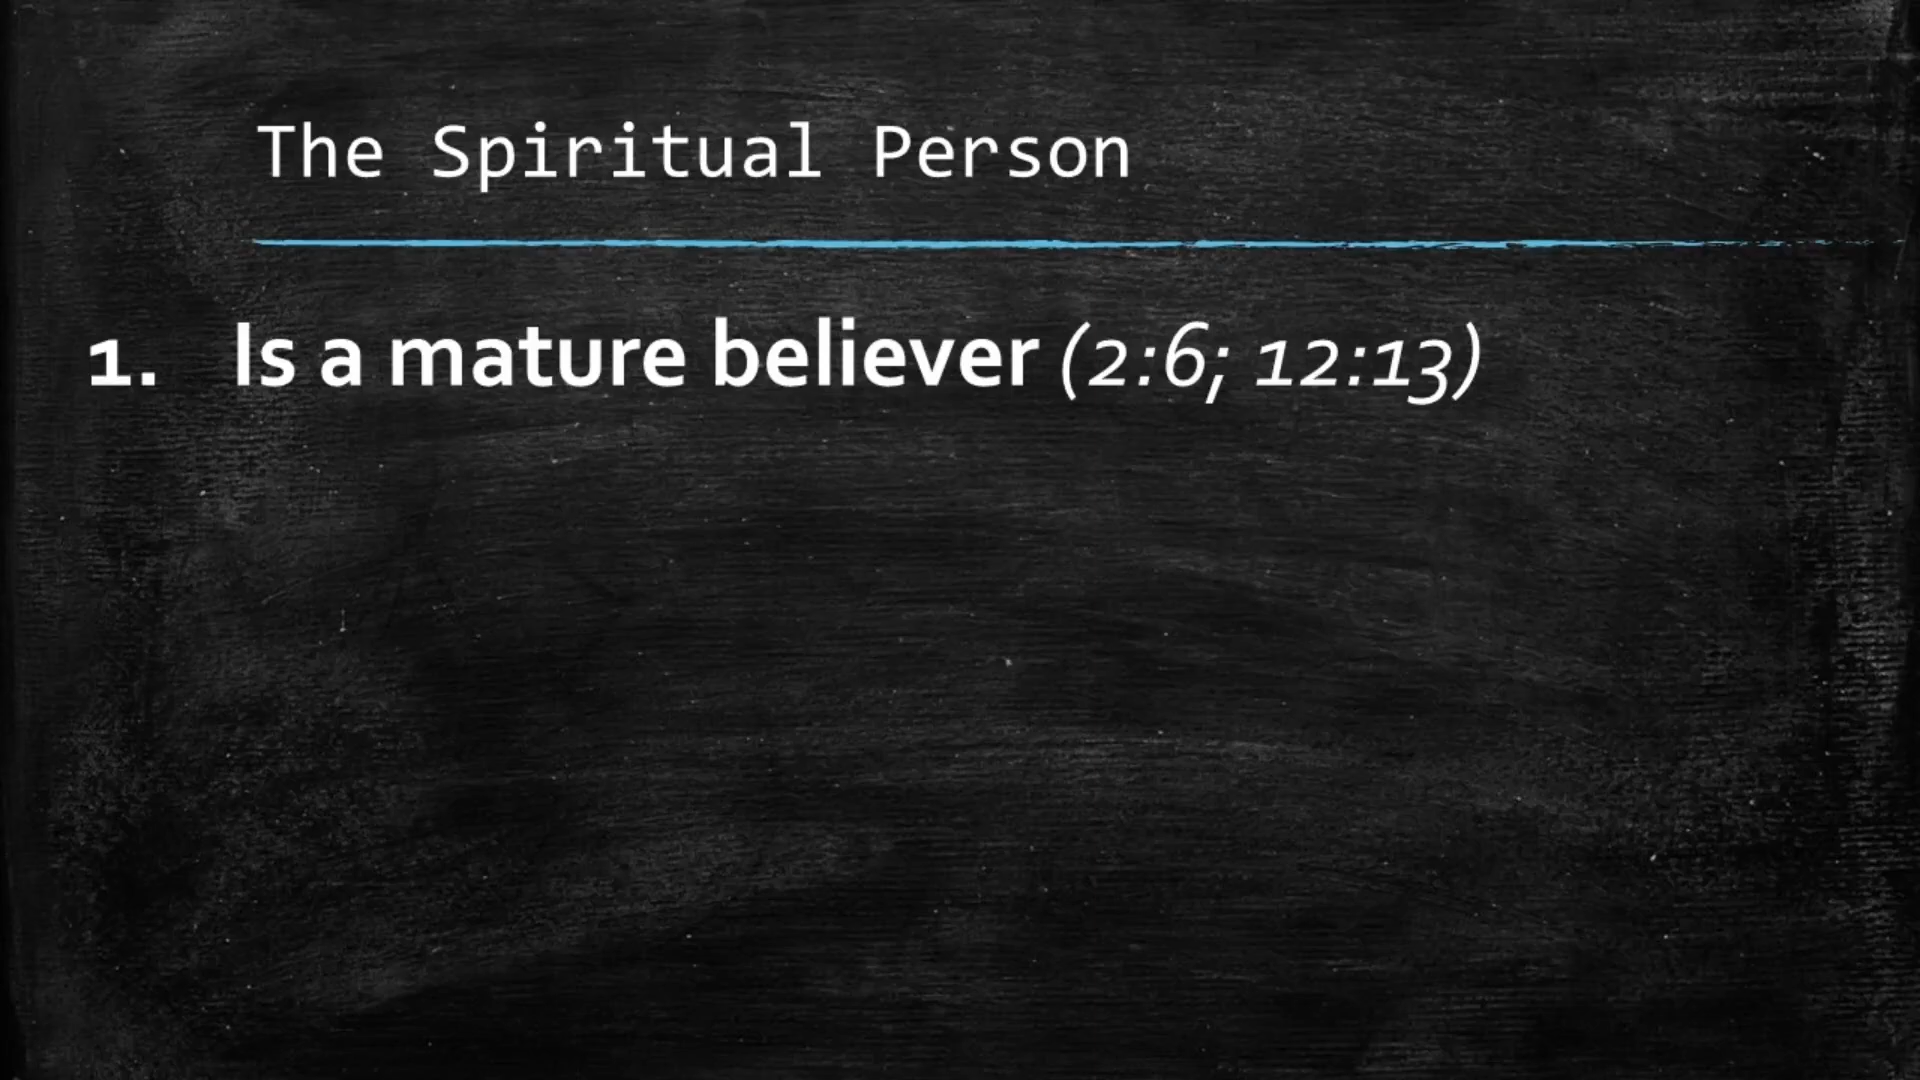 The Spiritual Person
1. Is a mature believer (2:6; 12:13)